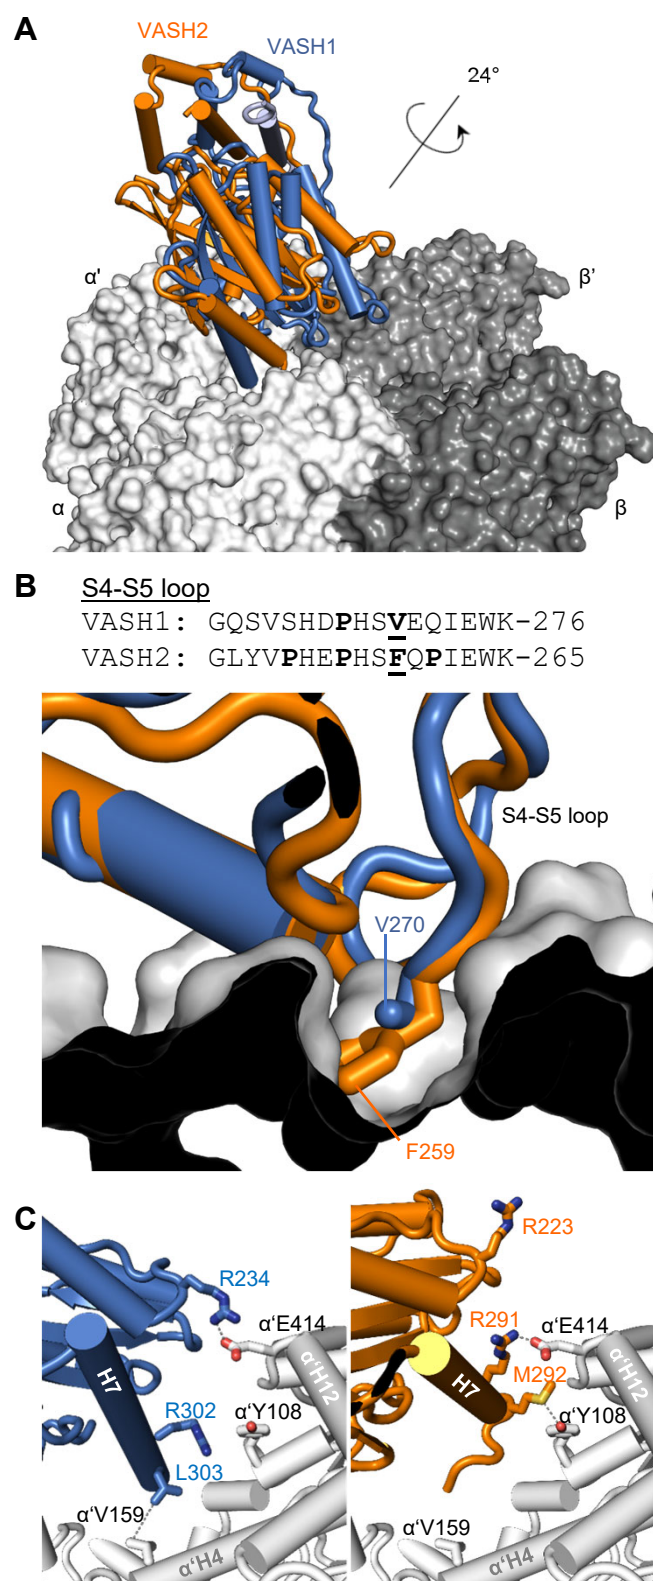 A
VASH2
VASH1
24°
α'
β’
α
β
B
S4-S5 loop
VASH1: GQSVSHDPHSVEQIEWK-276
VASH2: GLYVPHEPHSFQPIEWK-265
S4-S5 loop
V270
F259
C
R234
α‘E414
H7
α‘H12
R302
α‘Y108
L303
α‘V159
α‘H4
R223
R291
α‘E414
H7
M292
α‘H12
α‘Y108
α‘V159
α‘H4